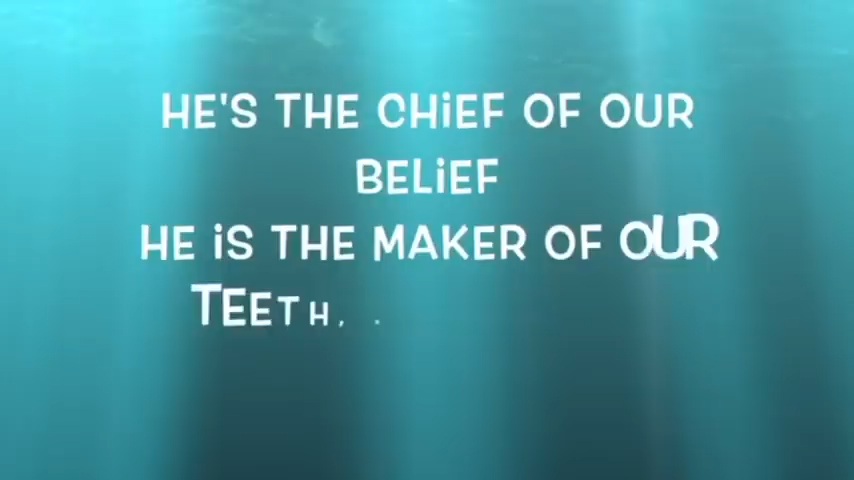 HE'S THE CHiEF OF OUR
BELiEF
HE iS THE MAKER OF OUR
TEETH, .